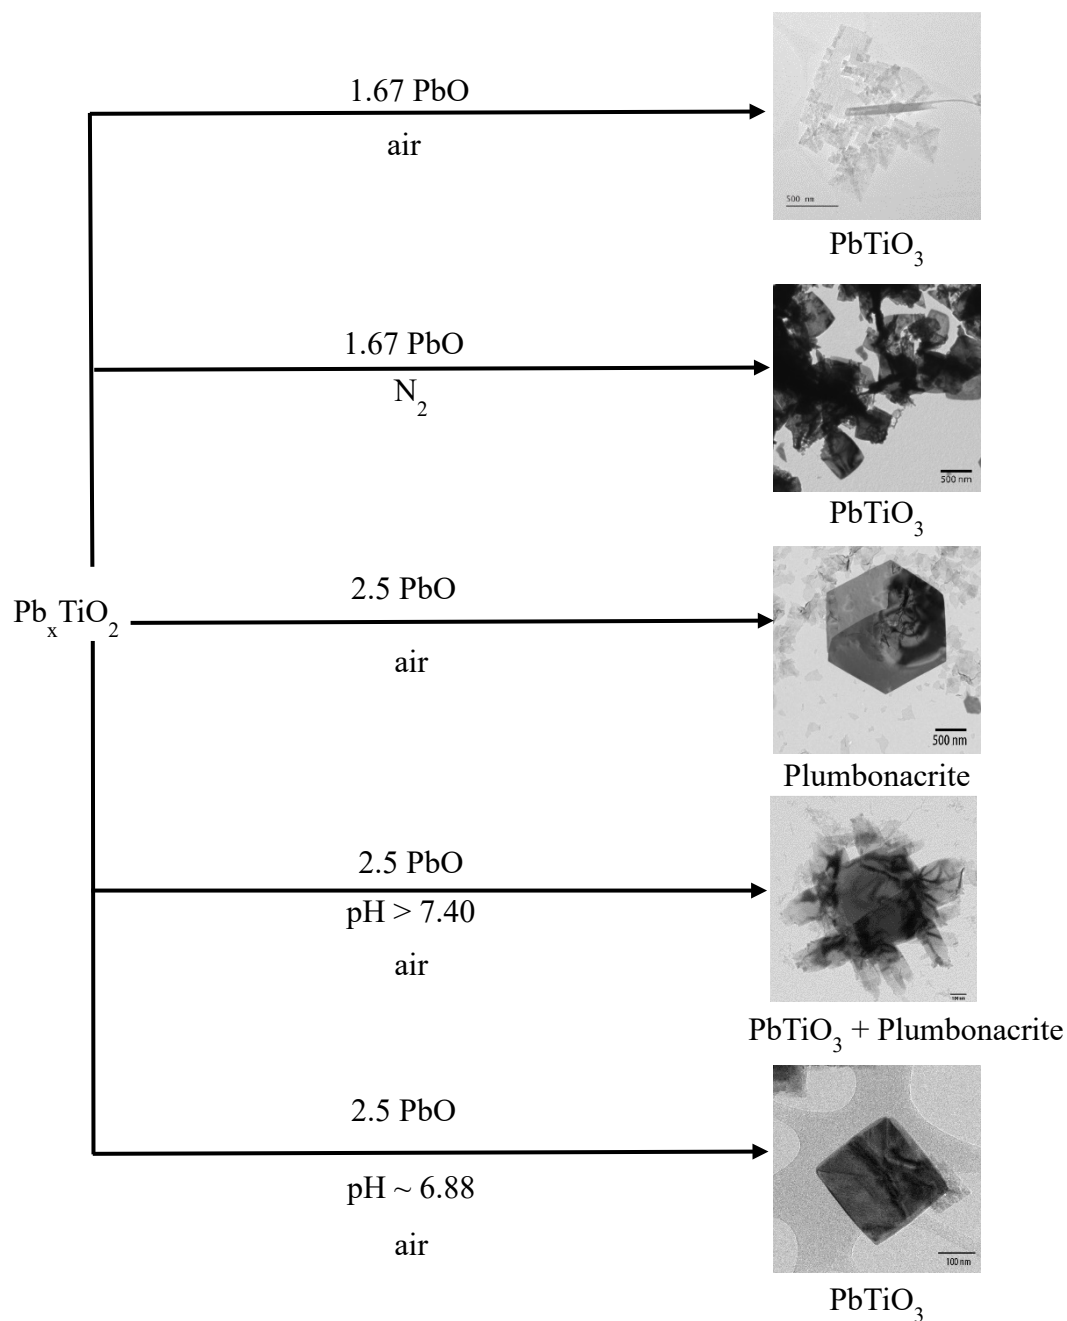 1.67 PbO
air
500 nm
PbTiO₃
1.67 PbO
N₂
500 nm
PbTiO₃
2.5 PbO
PbₓTiO₂
air
500 nm
Plumbonacrite
2.5 PbO
pH > 7.40
air
100 nm
PbTiO₃ + Plumbonacrite
2.5 PbO
pH ~ 6.88
air
100 nm
PbTiO₃